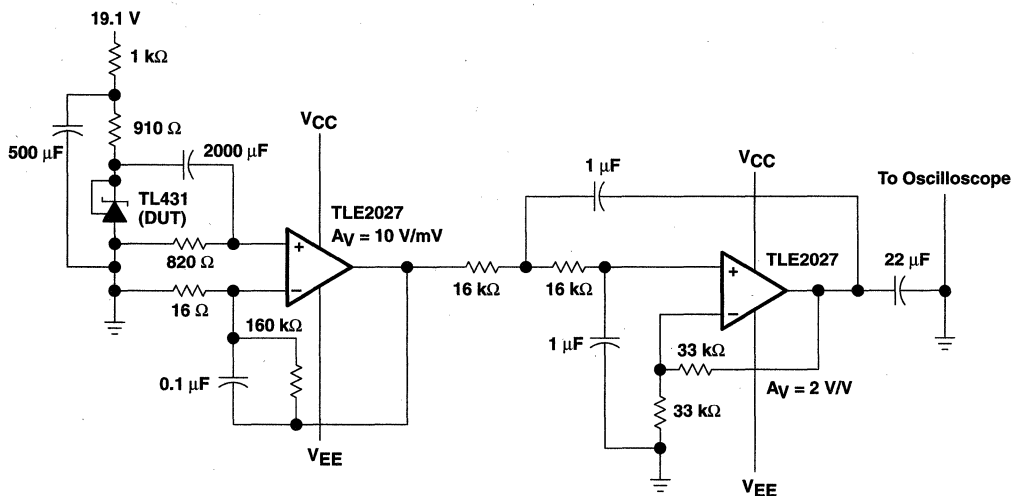 19.1 V
1 kΩ
910 Ω
500 μF
2000 μF
TL431
(DUT)
820 Ω
16 Ω
VCC
TLE2027
AV = 10 V/mV
+
−
160 kΩ
0.1 μF
VEE
16 kΩ
16 kΩ
1 μF
1 μF
VCC
TLE2027
+
−
33 kΩ
33 kΩ
AV = 2 V/V
VEE
22 μF
To Oscilloscope